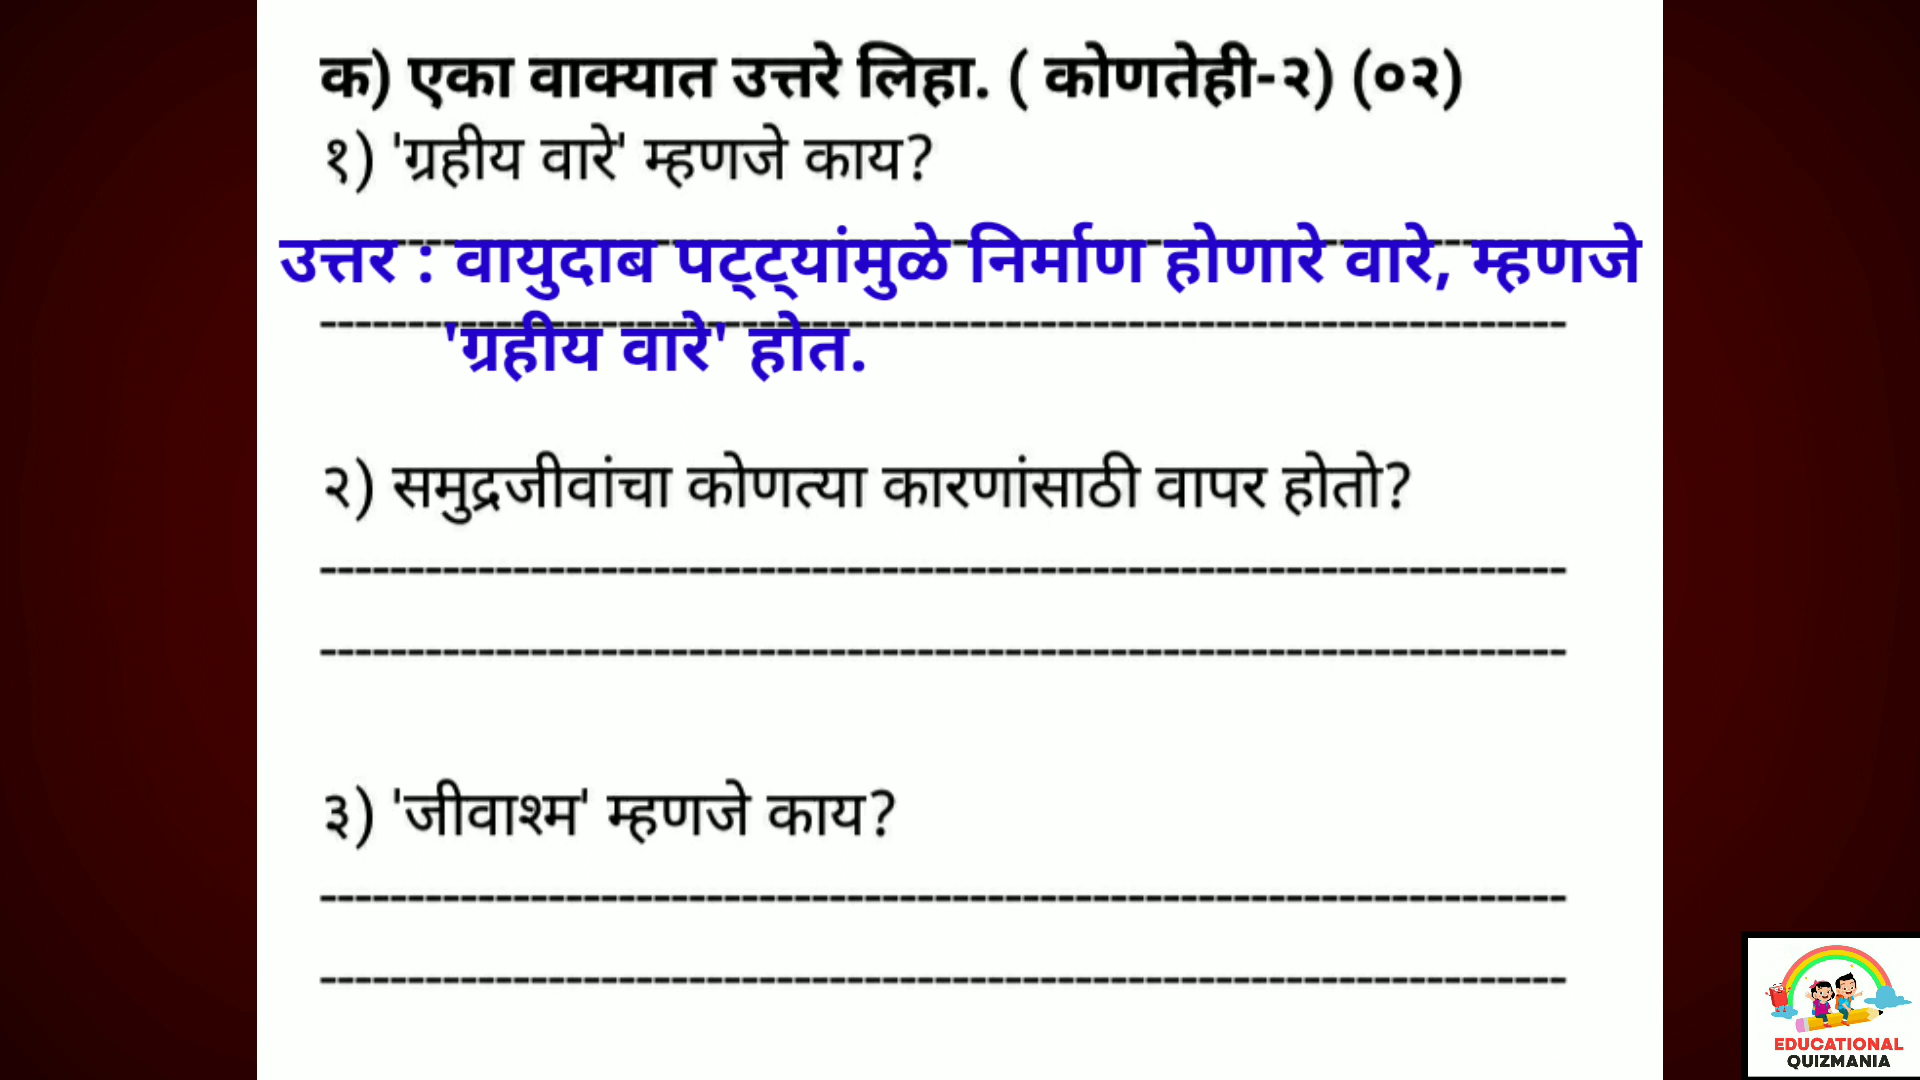 क) एका वाक्यात उत्तरे लिहा. ( कोणतेही-२) (०२)
१) 'ग्रहीय वारे' म्हणजे काय?
उत्तर : वायुदाब पट्ट्यांमुळे निर्माण होणारे वारे, म्हणजे
'ग्रहीय वारे' होत.
२) समुद्रजीवांचा कोणत्या कारणांसाठी वापर होतो?
३) 'जीवाश्म' म्हणजे काय?
EDUCATIONAL
QUIZMANIA